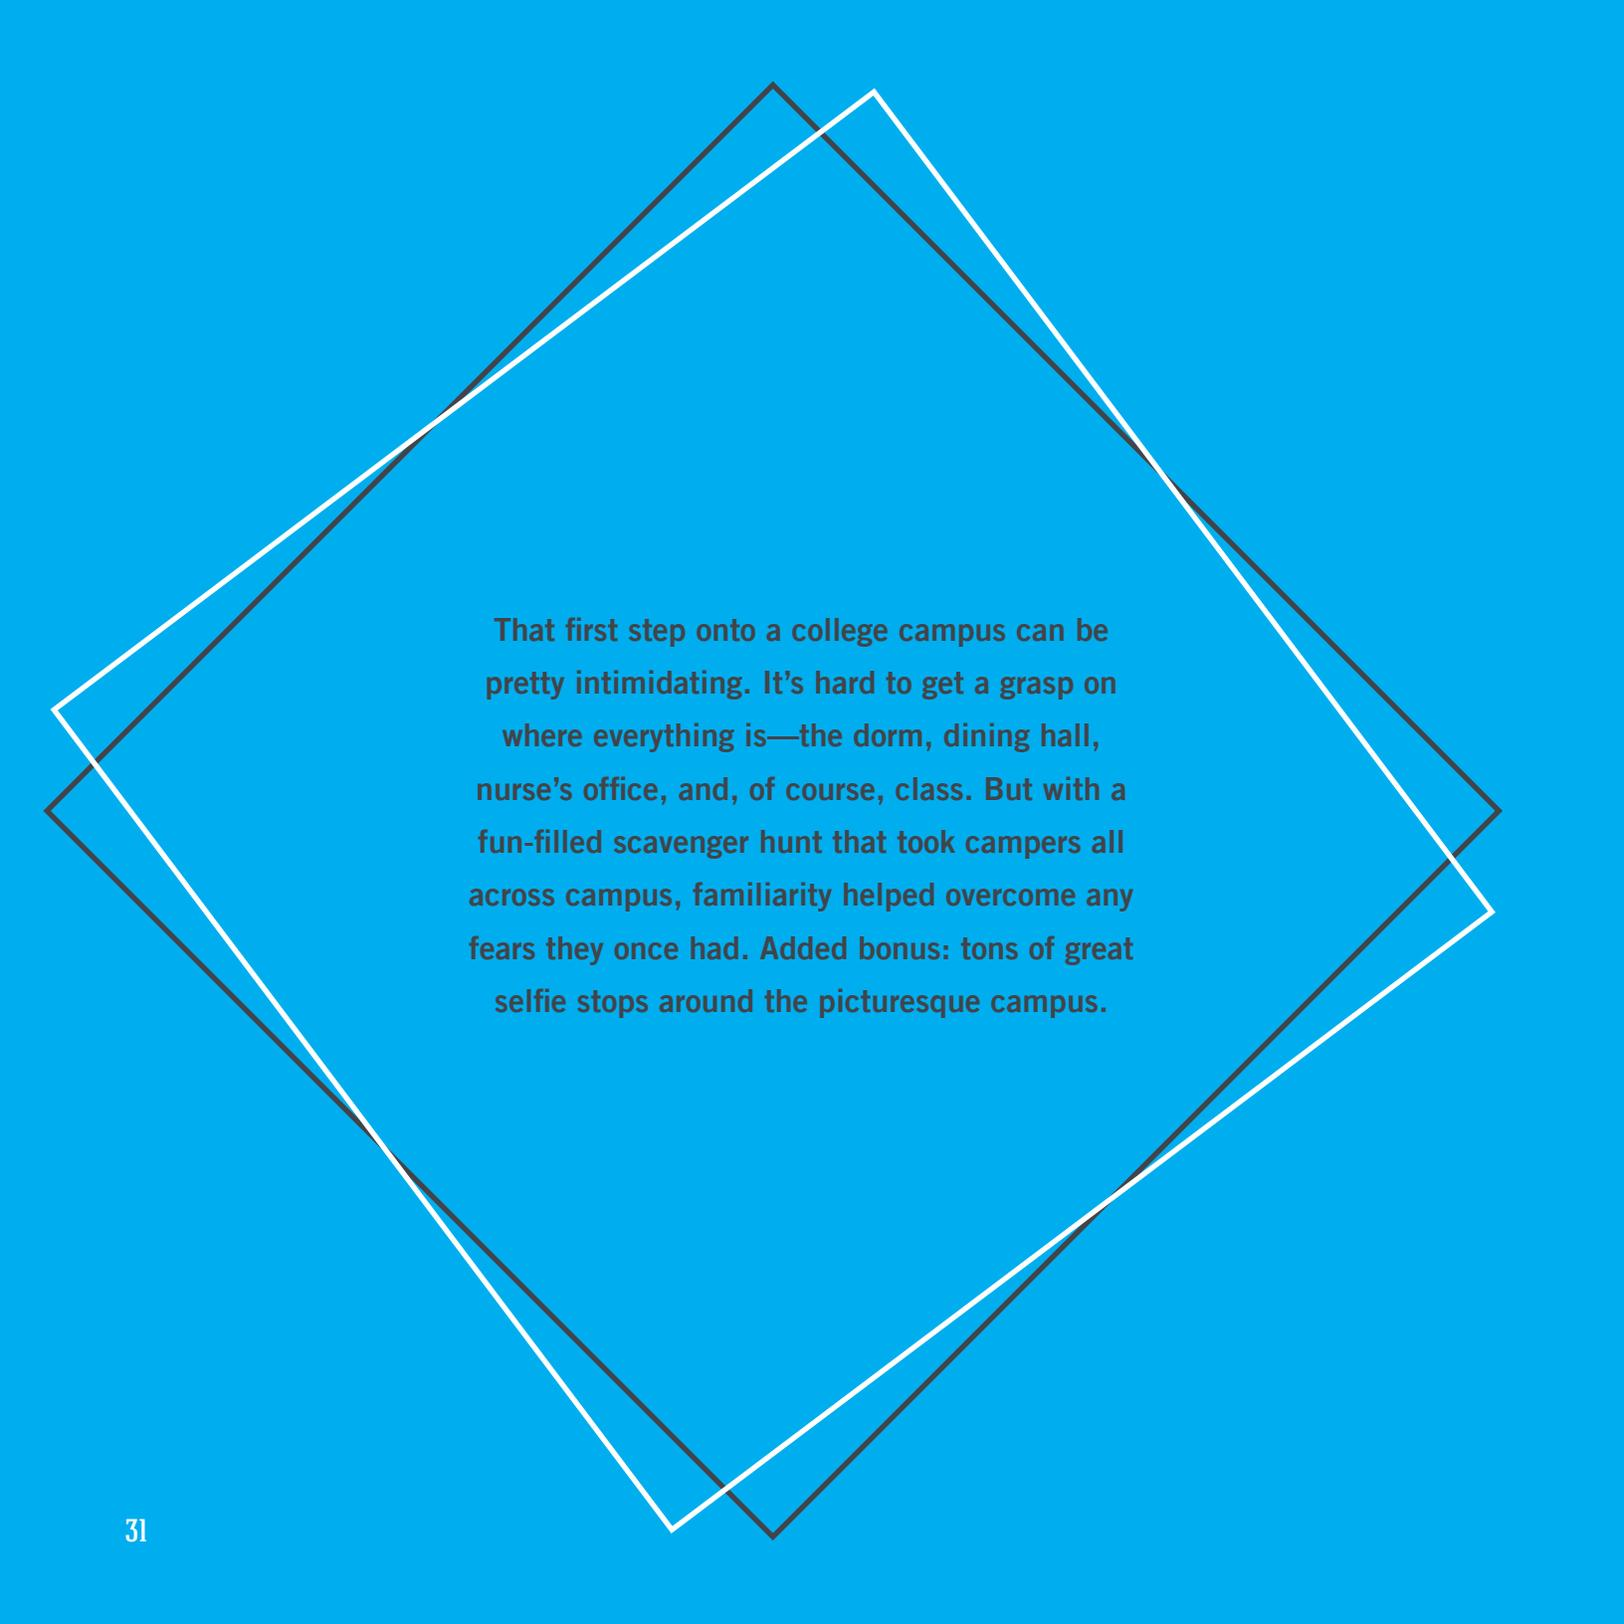 That first step onto a college campus can be
pretty intimidating. It’s hard to get a grasp on
where everything is—the dorm, dining hall,
nurse’s office, and, of course, class. But with a
fun-filled scavenger hunt that took campers all
across campus, familiarity helped overcome any
fears they once had. Added bonus: tons of great
selfie stops around the picturesque campus.
31